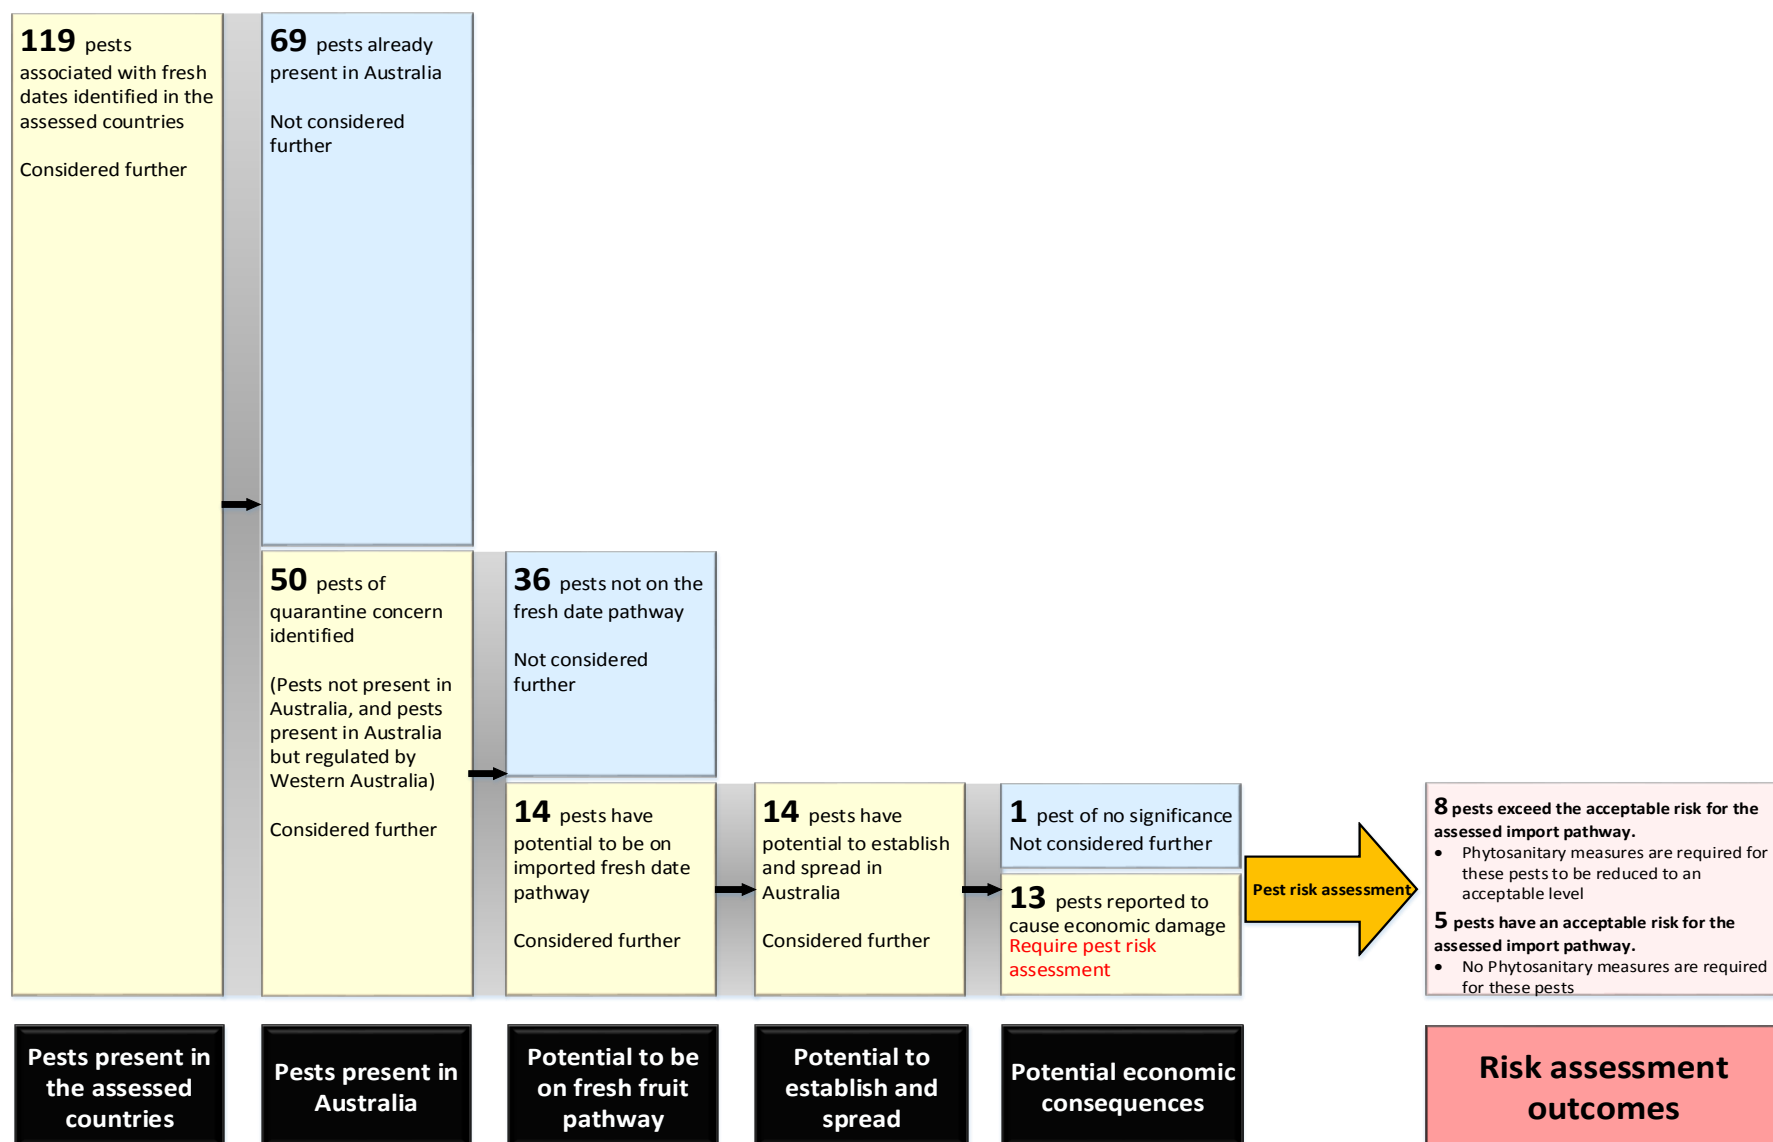 119 pests
associated with fresh
dates identified in the
assessed countries
Considered further
69 pests already
present in Australia
Not considered
further
50 pests of
quarantine concern
identified
(Pests not present in
Australia, and pests
present in Australia
but regulated by
Western Australia)
Considered further
36 pests not on the
fresh date pathway
Not considered
further
14 pests have
potential to be on
imported fresh date
pathway
Considered further
14 pests have
potential to establish
and spread in
Australia
Considered further
1 pest of no significance
Not considered further
13 pests reported to
cause economic damage
Require pest risk
assessment
Pest risk assessment
8 pests exceed the acceptable risk for the
assessed import pathway.
• Phytosanitary measures are required for
these pests to be reduced to an
acceptable level
5 pests have an acceptable risk for the
assessed import pathway.
• No Phytosanitary measures are required
for these pests
Pests present in
the assessed
countries
Pests present in
Australia
Potential to be
on fresh fruit
pathway
Potential to
establish and
spread
Potential economic
consequences
Risk assessment
outcomes